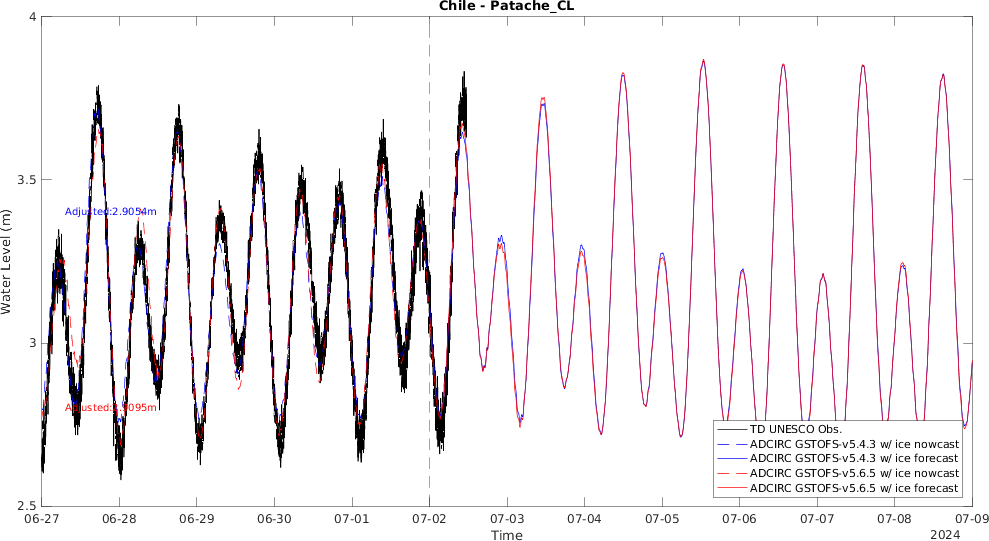 Chile - Patache_CL
Water Level (m)
4
3.5
3
2.5
Adjusted:2.9054m
Adjusted:2.9095m
TD UNESCO Obs.
ADCIRC GSTOFS-v5.4.3 w/ ice nowcast
ADCIRC GSTOFS-v5.4.3 w/ ice forecast
ADCIRC GSTOFS-v5.6.5 w/ ice nowcast
ADCIRC GSTOFS-v5.6.5 w/ ice forecast
06-27 06-28 06-29 06-30 07-01 07-02 07-03 07-04 07-05 07-06 07-07 07-08 07-09
Time
2024